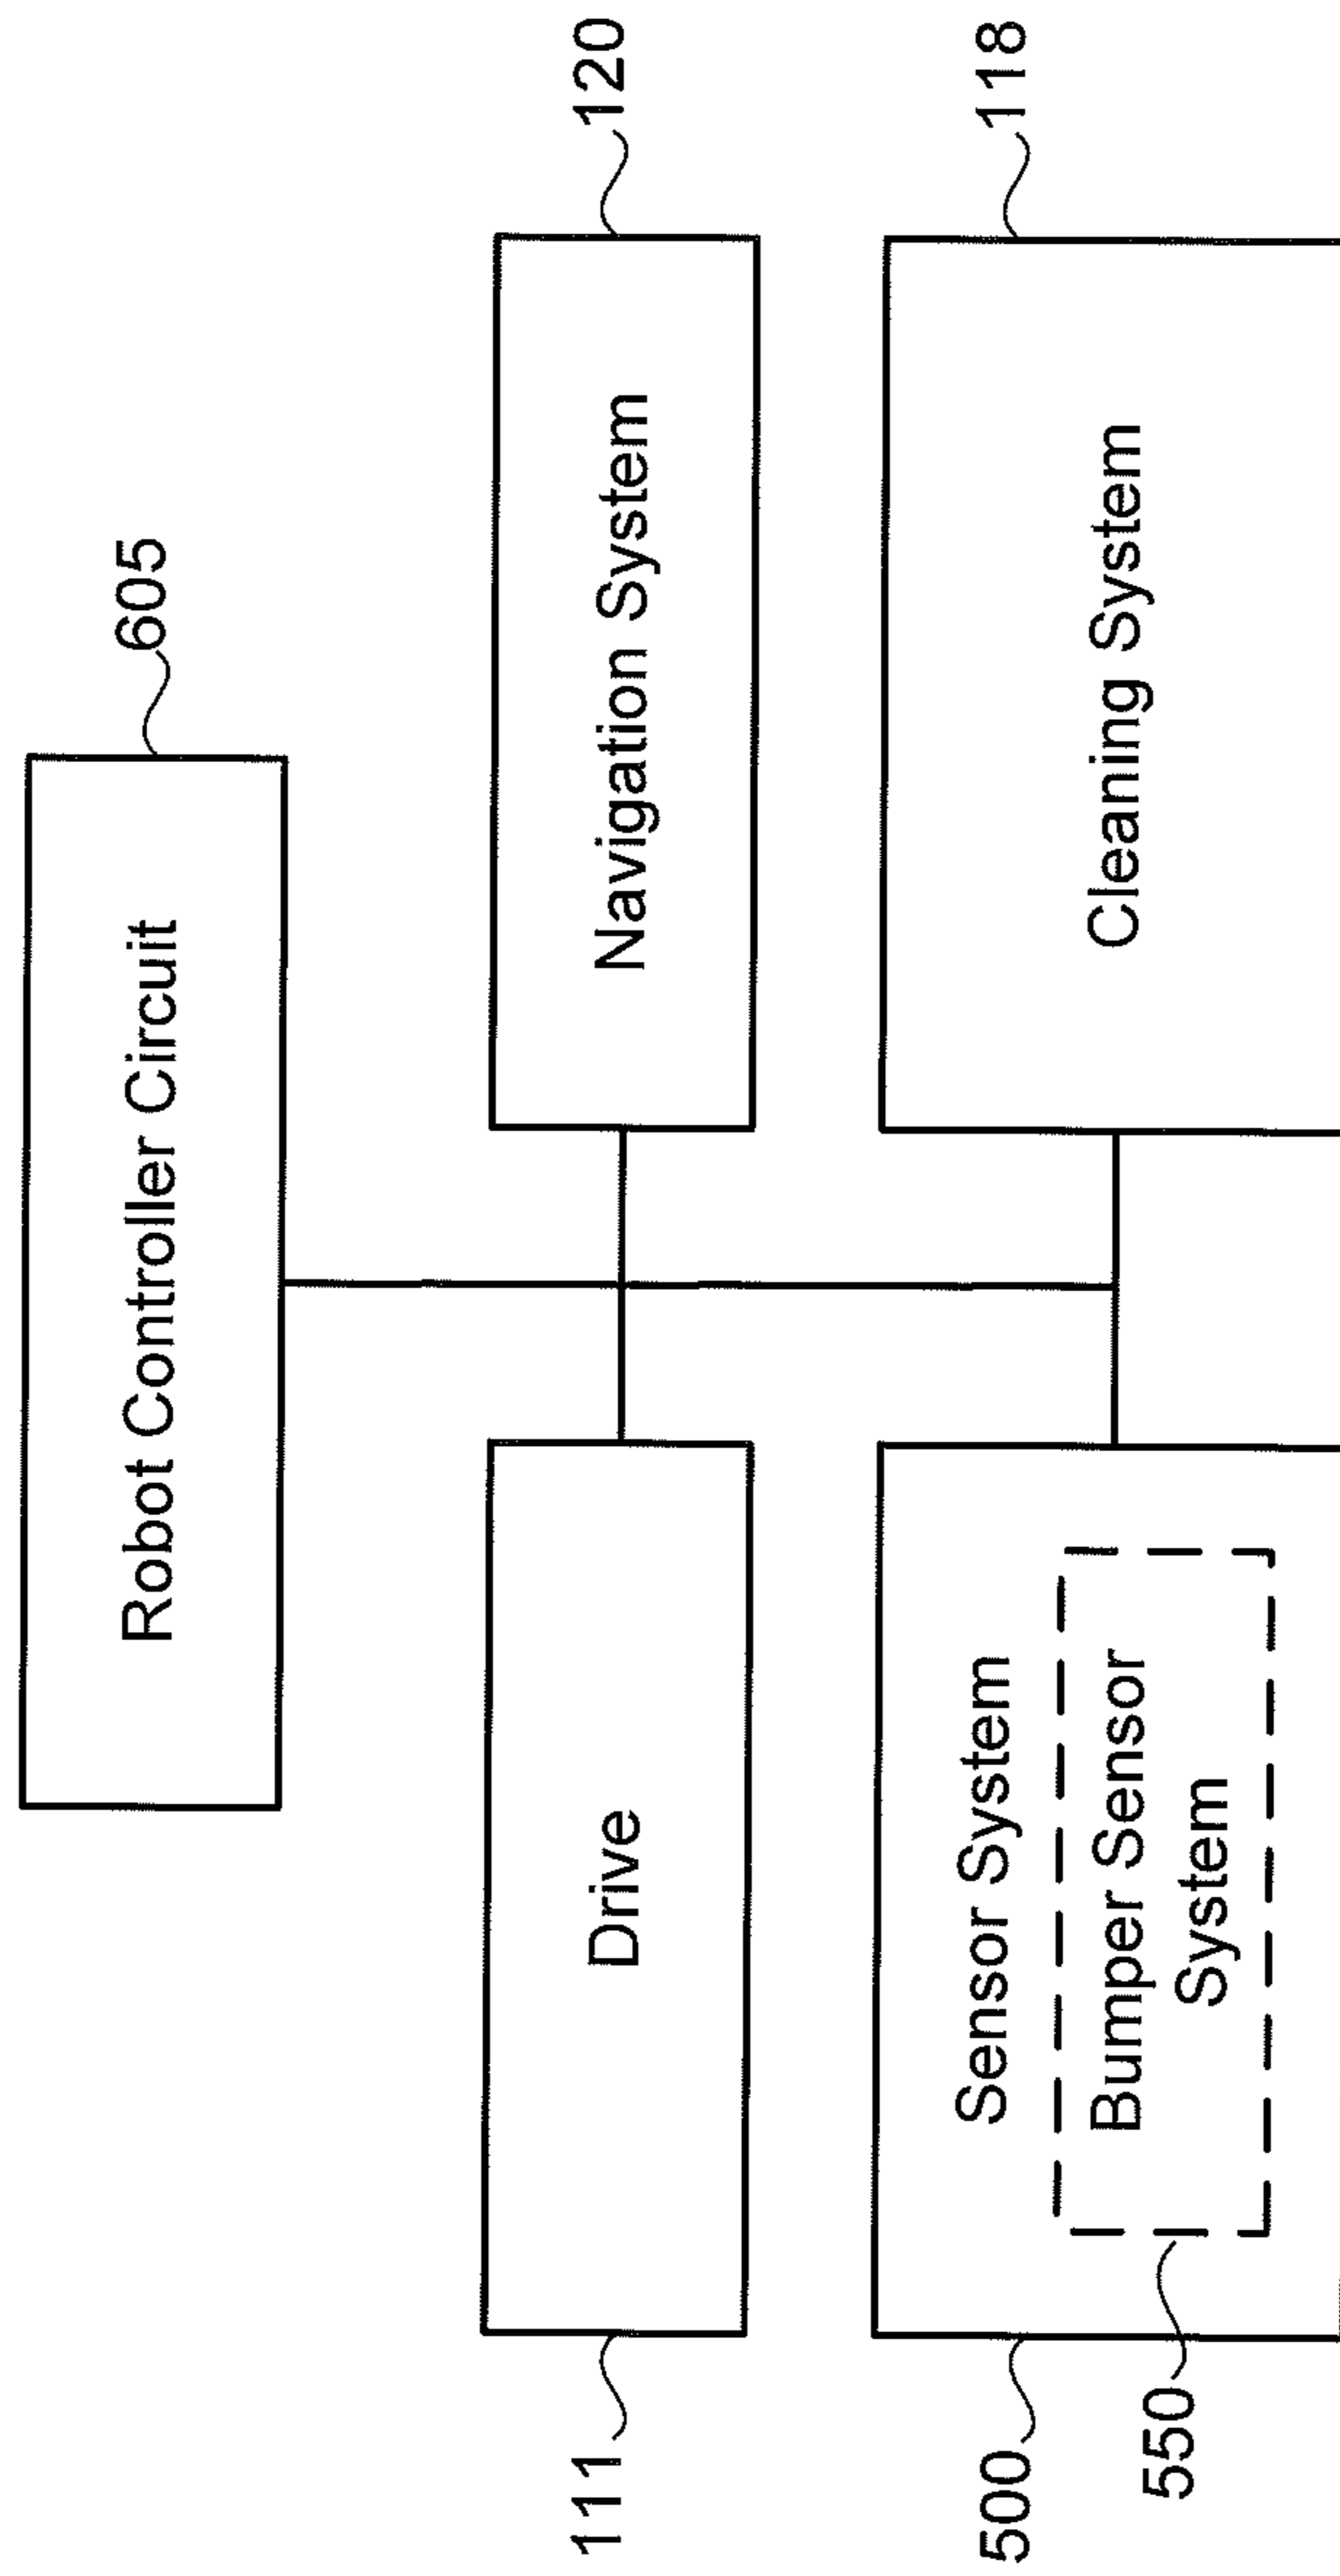 Robot Controller Circuit
605
111
Drive
Navigation System
120
500
Sensor System
Bumper Sensor
System
550
Cleaning System
118